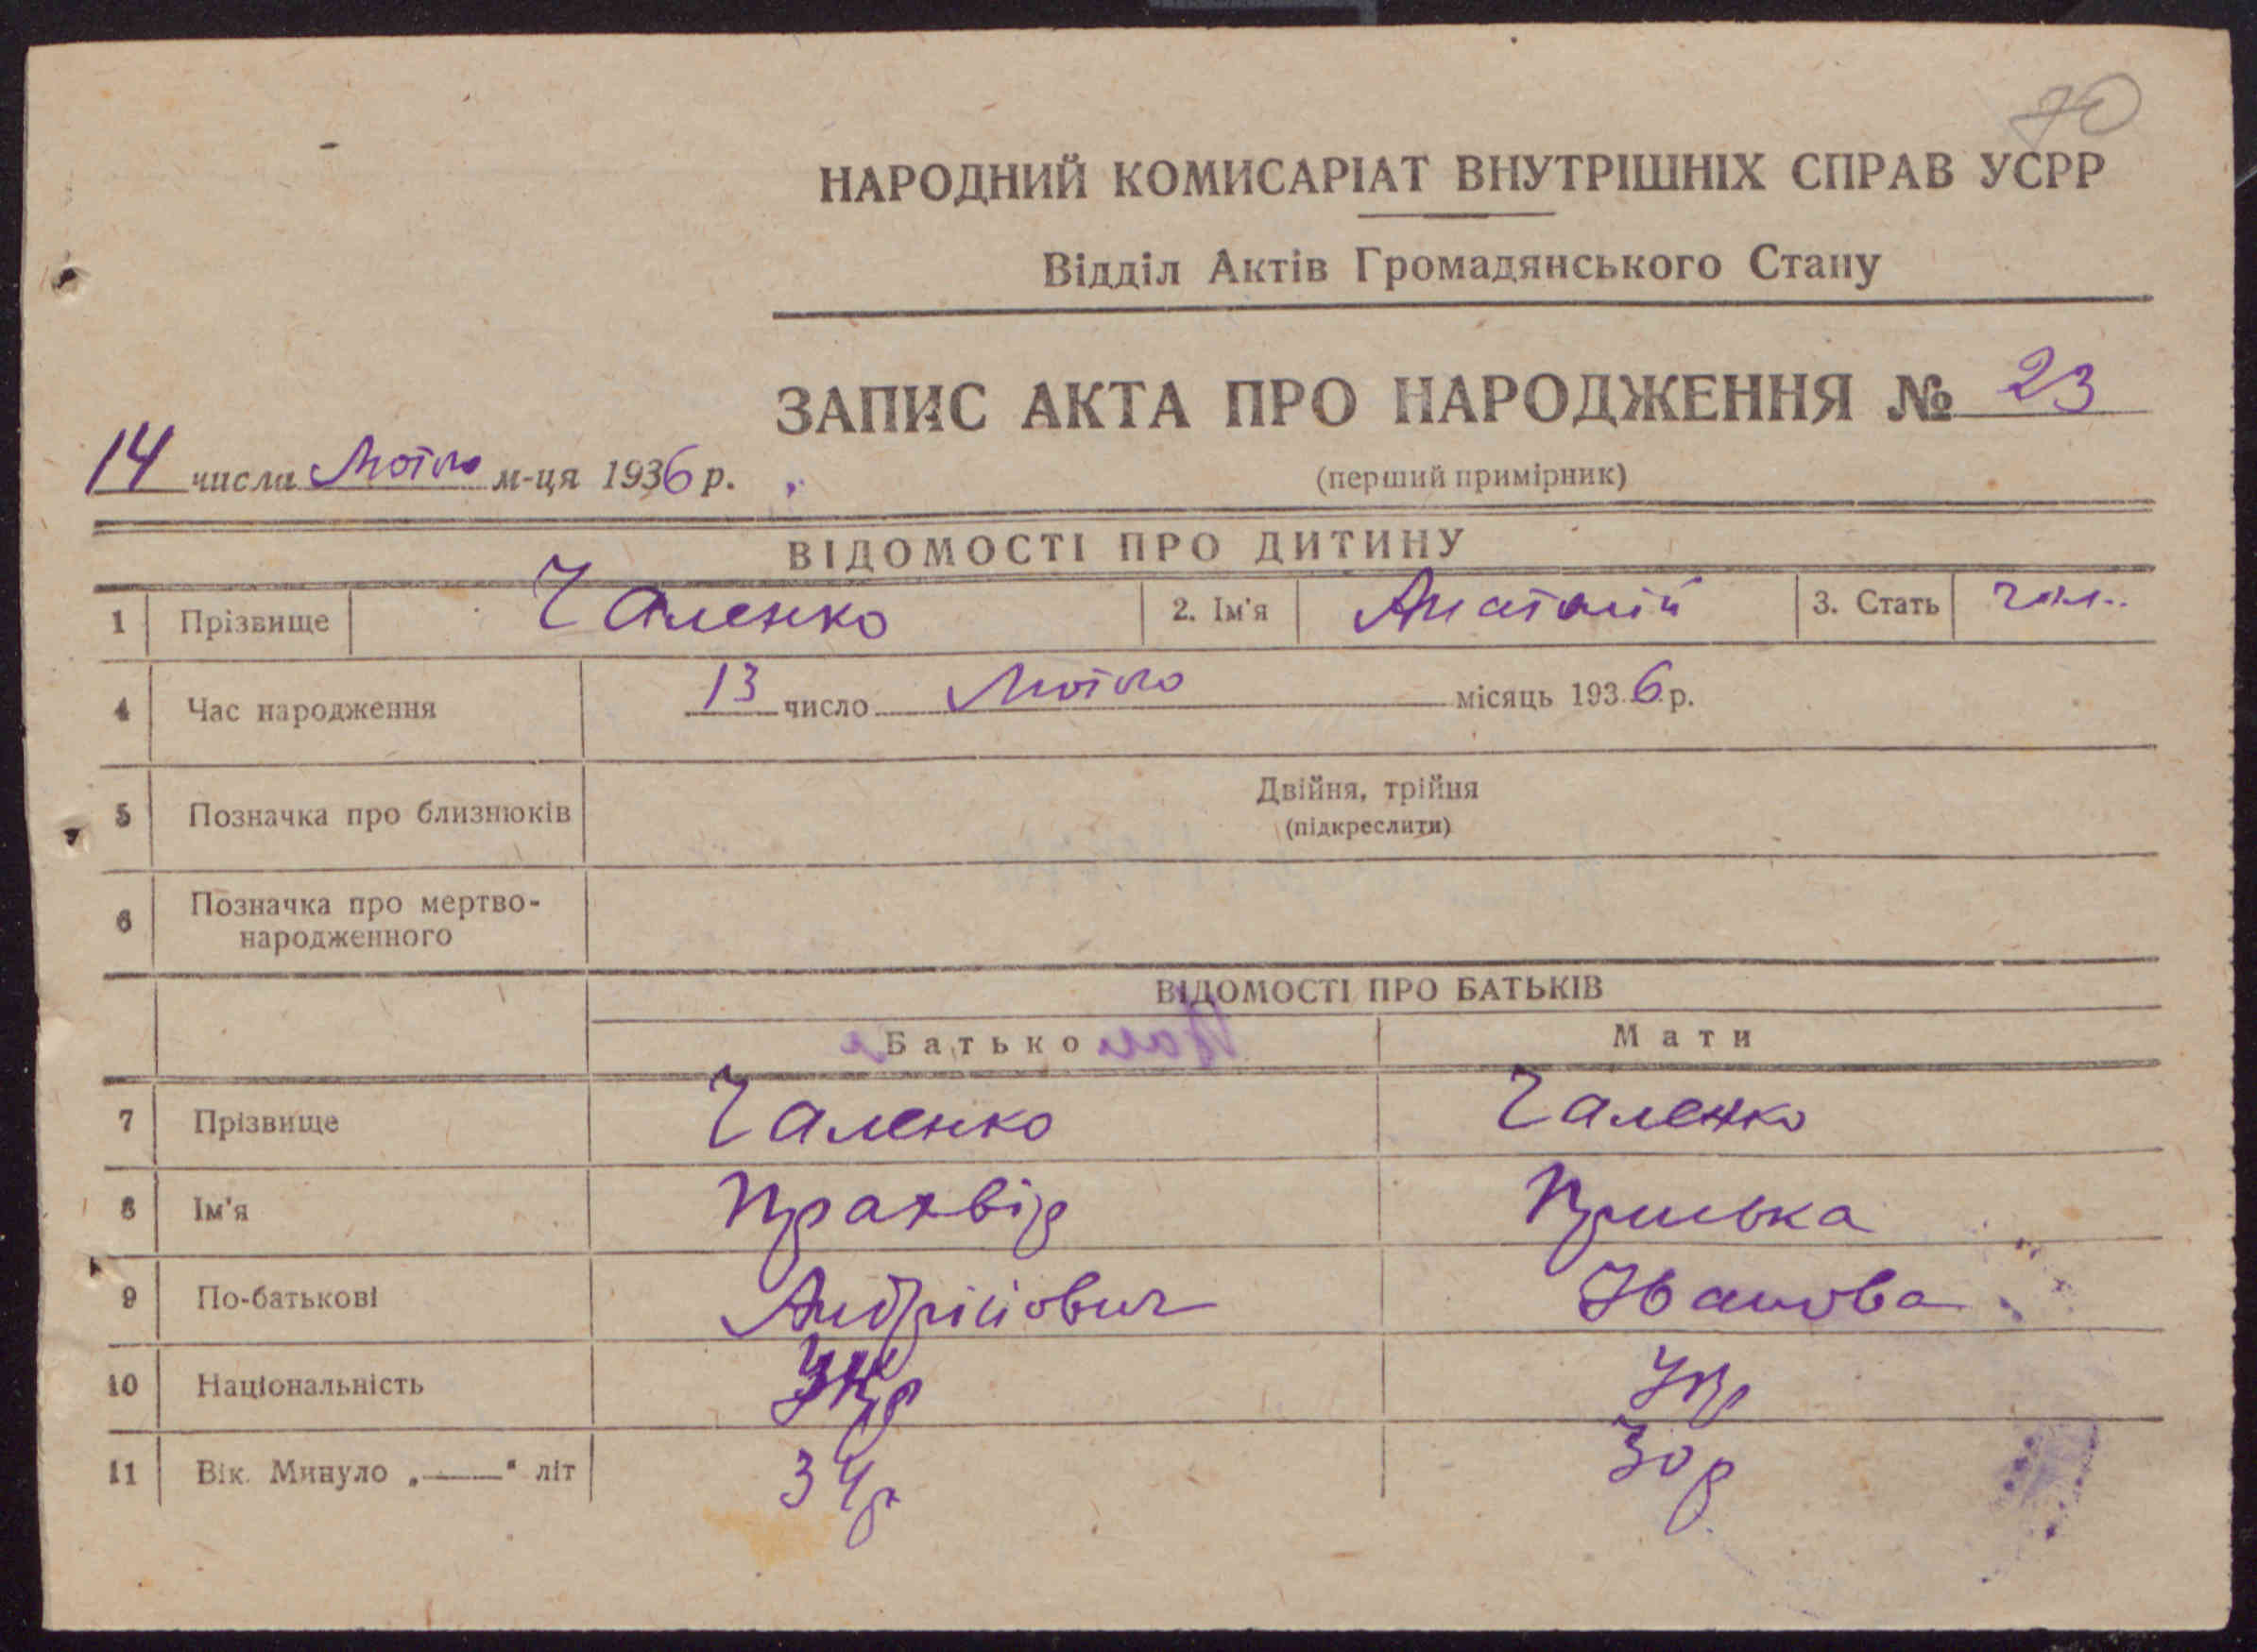 70
НАРОДНИЙ КОМИСАРІАТ ВНУТРІШНІХ СПРАВ УСРР
Відділ Актів Громадянського Стану
ЗАПИС АКТА ПРО НАРОДЖЕННЯ № 23
14 числа Лютого м-ця 1936 р.
(перший примірник)
ВІДОМОСТІ ПРО ДИТИНУ
1 Прізвище Чаленко 2. Ім'я Анатолій 3. Стать чол.
4 Час народження 13 число Лютого місяць 1936 р.
5 Позначка про близнюків Двійня, трійня
(підкреслити)
6 Позначка про мертво-
народженного
ВІДОМОСТІ ПРО БАТЬКІВ
Батько Мати
7 Прізвище Чаленко Чаленко
8 Ім'я Прахвір
9 По-батькові Андрійович Іванова
10 Національність Укр Укр
11 Вік. Минуло „——" літ 34р 30р